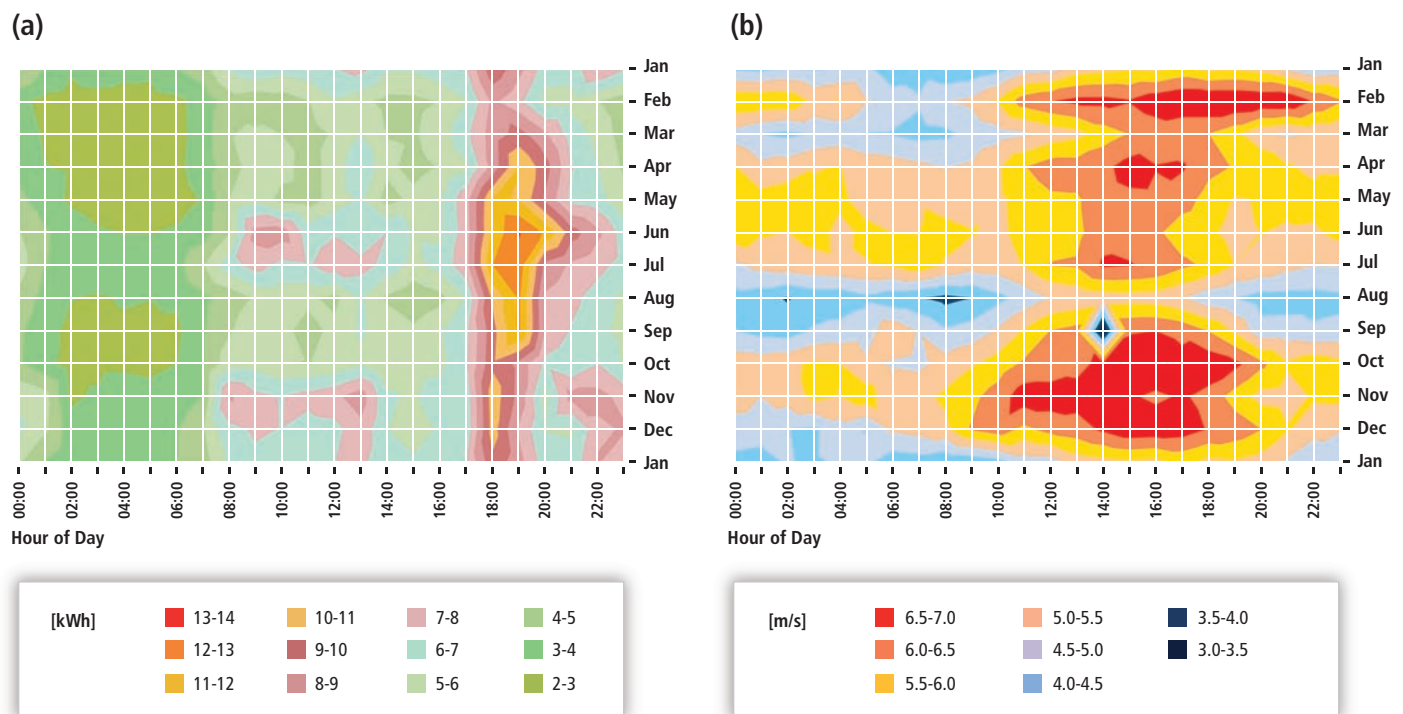 (a)
Jan
Feb
Mar
Apr
May
Jun
Jul
Aug
Sep
Oct
Nov
Dec
Jan
00:00 02:00 04:00 06:00 08:00 10:00 12:00 14:00 16:00 18:00 20:00 22:00
Hour of Day
[kWh] 13-14 10-11 7-8 4-5
12-13 9-10 6-7 3-4
11-12 8-9 5-6 2-3
(b)
Jan
Feb
Mar
Apr
May
Jun
Jul
Aug
Sep
Oct
Nov
Dec
Jan
00:00 02:00 04:00 06:00 08:00 10:00 12:00 14:00 16:00 18:00 20:00 22:00
Hour of Day
[m/s] 6.5-7.0 5.0-5.5 3.5-4.0
6.0-6.5 4.5-5.0 3.0-3.5
5.5-6.0 4.0-4.5